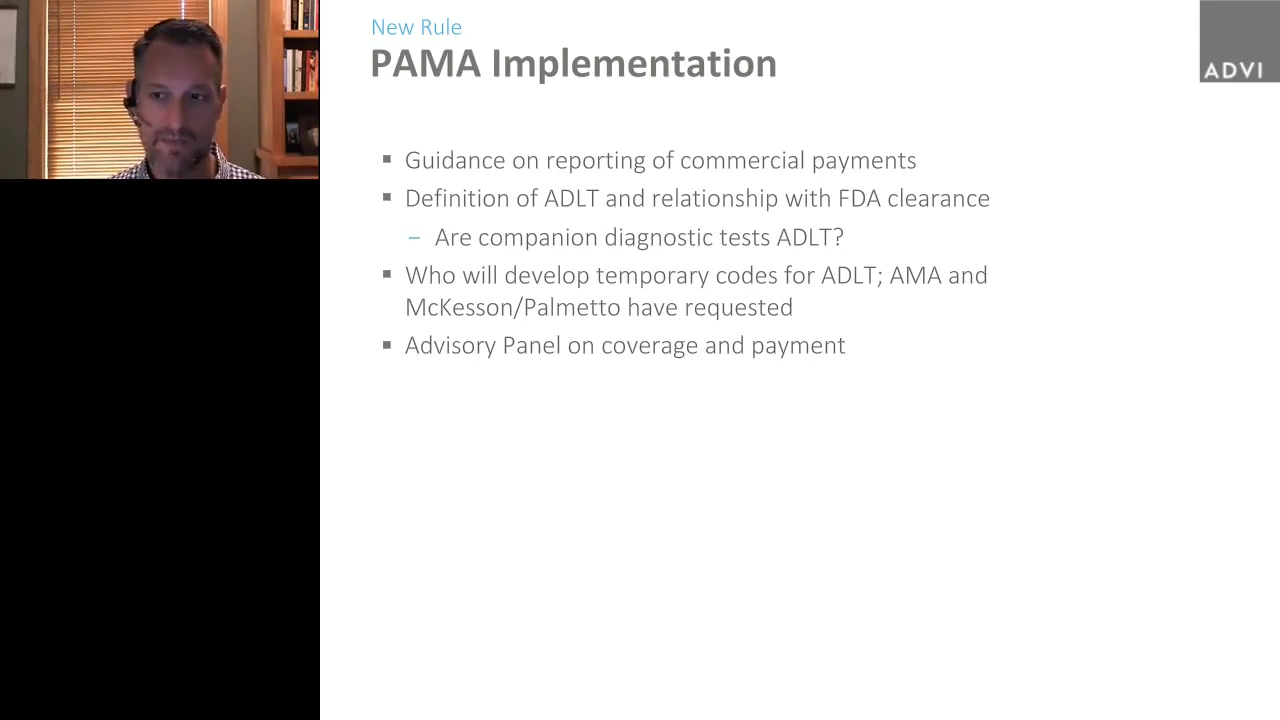 New Rule
PAMA Implementation
ADVI
▪ Guidance on reporting of commercial payments
▪ Definition of ADLT and relationship with FDA clearance
– Are companion diagnostic tests ADLT?
▪ Who will develop temporary codes for ADLT; AMA and
McKesson/Palmetto have requested
▪ Advisory Panel on coverage and payment